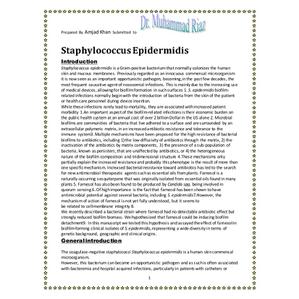 Dr. Muhammad Riaz
Prepared By Amjad Khan Submitted to
Staphylococcus Epidermidis
Introduction
Staphylococcus epidermidis is a Gram-positive bacterium that normally colonizes the human
skin and mucous membranes. Previously regarded as an innocuous commensal microorganism
it is now seen as an important opportunistic pathogen, becoming, in the past few decades, the
most frequent causative agent of nosocomial infections. This is mainly due to the increasing use
of medical devices, allowing for biofilm formation in such surfaces 1. S. epidermidis biofilm
related infections normally begin with the introduction of bacteria from the skin of the patient
or health care personnel during device insertion.
While these infections rarely lead to mortality, they are associated with increased patient
morbidity 1. An important aspect of the biofilm-related infections is their economic burden on
the public health system at an annual cost of over 2 billion Dollar in the US alone 2. Microbial
biofilms are communities of bacteria that live adhered to a surface and are surrounded by an
extracellular polymeric matrix, in an increased antibiotic resistance and tolerance to the
immune system3. Multiple mechanisms have been proposed for the high resistance of bacterial
biofilms to antibiotics, including (1) the slow antibiotic diffusion through the matrix, 2) the
inactivation of the antibiotics by matrix components, 3) the presence of a sub-population of
bacteria, known as persisters, that are unaffected by antibiotics, or 4) the heterogenous
nature of the biofilm composition and tridimensional structure 4.These mechanisms only
partially explain the increased resistance and probably this phenotype is the result of more than
one specific mechanism. Increased bacterial resistance toward antibiotics has led to the search
for new antimicrobial therapeutic agents such as essential oils from plants. Farnesol is a
naturally occurring sesquiterpene that was originally isolated from essential oils found in many
plants 5. Farnesol has also been found to be produced by Candida spp. being involved in
quorum sensing 6. Of high importance is the fact that farnesol has been shown to have
antimicrobial potential against several bacteria, including S. epidermidis7. However, the
mechanism of action of farnesol is not yet fully understood, but it seems to
be related to cell membrane integrity 8
We recently described a bacterial strain where farnesol had no detectable antibiotic effect but
strongly reduced biofilm biomass. We hypothesized that farnesol could be inducing biofilm
detachment9. In this manuscript we tested this hypothesis and assayed the effect of farnesol in
biofilm-forming clinical isolates of S. epidermidis, representing a wide diversity in terms of
genetic background, geographic and clinical origins.
General introduction
The coagulase-negative staphylococci Staphylococcus epidermidis is a human skin commensal
microorganism.
However, this bacterium can become an opportunistic pathogen and as such is often associated
with bacteremia and hospital acquired infections, particularly in patients with catheters or
1